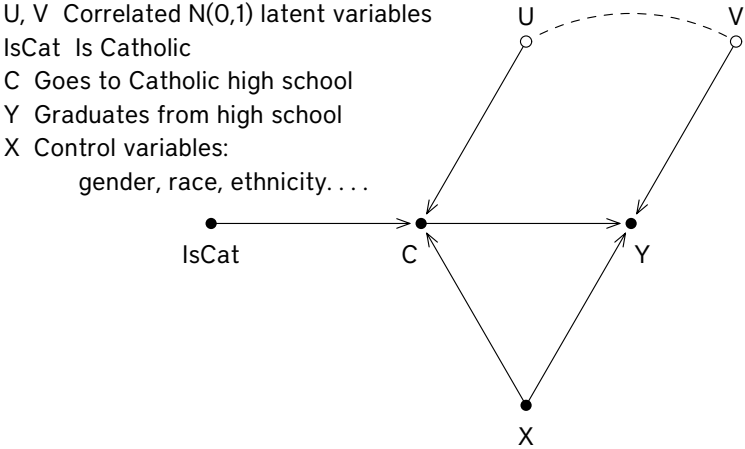 U, V Correlated N(0,1) latent variables
IsCat Is Catholic
C Goes to Catholic high school
Y Graduates from high school
X Control variables:
gender, race, ethnicity. . . .
U
V
IsCat
C
Y
X